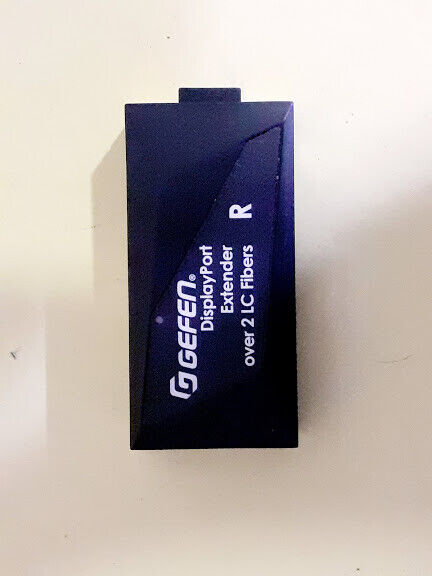 GEFEN®
DisplayPort
Extender
over 2 LC Fibers
R